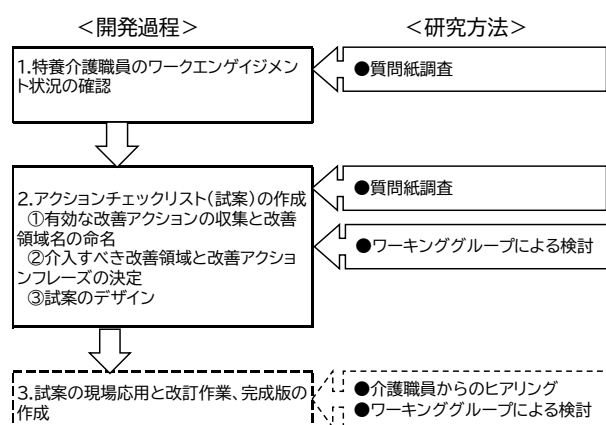 ＜開発過程＞
＜研究方法＞
1.特養介護職員のワークエンゲイジメン
ト状況の確認
●質問紙調査
2.アクションチェックリスト(試案)の作成
①有効な改善アクションの収集と改善
領域名の命名
②介入すべき改善領域と改善アクショ
ンフレーズの決定
③試案のデザイン
●質問紙調査
●ワーキンググループによる検討
3.試案の現場応用と改訂作業、完成版の
作成
●介護職員からのヒアリング
●ワーキンググループによる検討